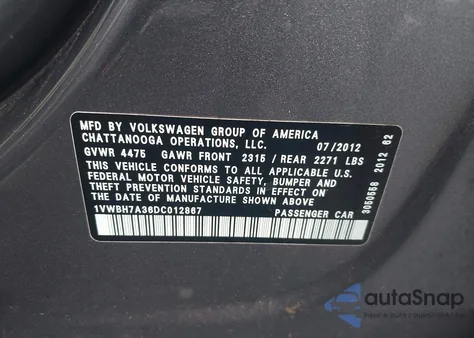 MFD BY VOLKSWAGEN GROUP OF AMERICA
CHATTANOOGA OPERATIONS, LLC. 07/2012
GVWR 4475 GAWR FRONT 2315 / REAR 2271 LBS
THIS VEHICLE CONFORMS TO ALL APPLICABLE U.S.
FEDERAL MOTOR VEHICLE SAFETY, BUMPER AND
THEFT PREVENTION STANDARDS IN EFFECT ON
THE DATE OF MANUFACTURE SHOWN ABOVE
1VWBH7A36DC012867 PASSENGER CAR
3050558 2012 62
autoSnap